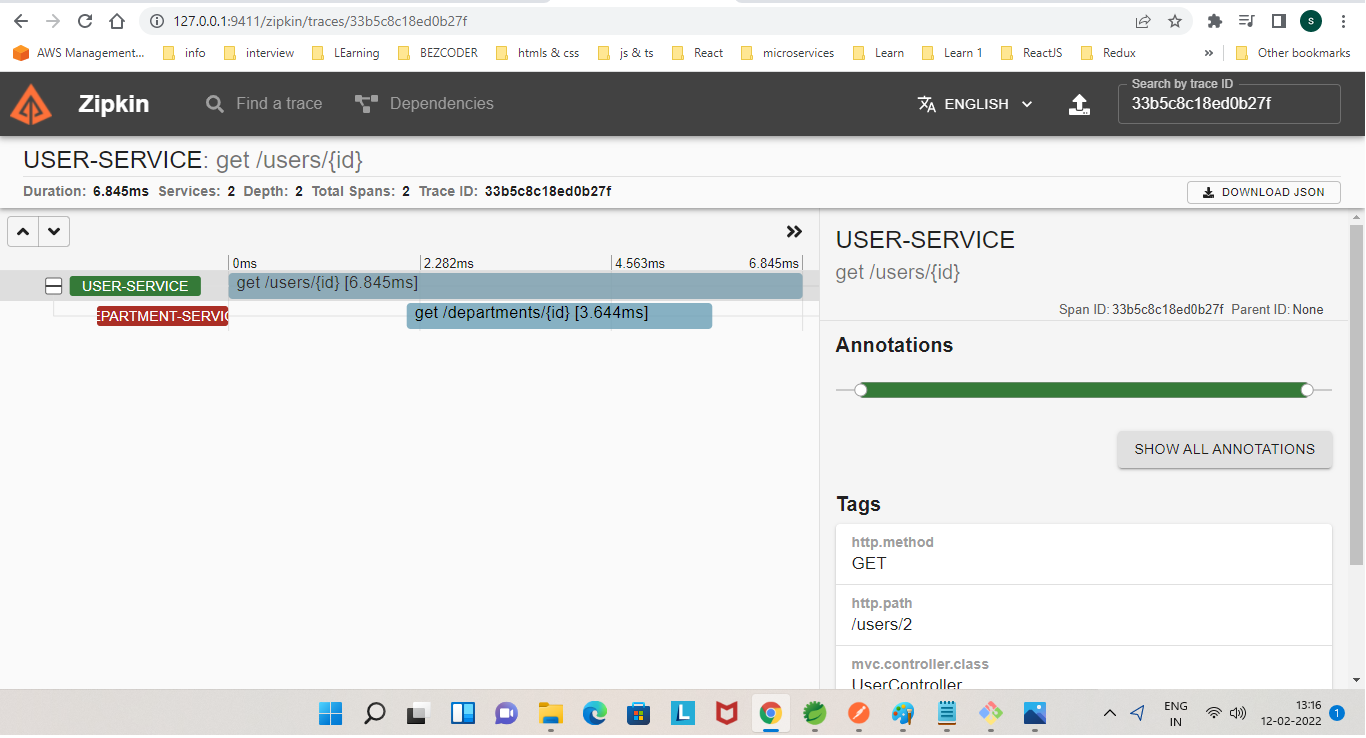 127.0.0.1:9411/zipkin/traces/33b5c8c18ed0b27f
S
AWS Management... info interview LEarning BEZCODER htmls & css js & ts React microservices Learn Learn 1 ReactJS Redux » Other bookmarks
Zipkin Find a trace Dependencies ENGLISH
Search by trace ID
33b5c8c18ed0b27f
USER-SERVICE: get /users/{id}
Duration: 6.845ms Services: 2 Depth: 2 Total Spans: 2 Trace ID: 33b5c8c18ed0b27f
DOWNLOAD JSON
0ms 2.282ms 4.563ms 6.845ms
USER-SERVICE get /users/{id} [6.845ms]
EPARTMENT-SERVIC get /departments/{id} [3.644ms]
USER-SERVICE
get /users/{id}
Span ID: 33b5c8c18ed0b27f Parent ID: None
Annotations
SHOW ALL ANNOTATIONS
Tags
http.method
GET
http.path
/users/2
mvc.controller.class
UserController
L
ENG
IN
13:16
12-02-2022
1